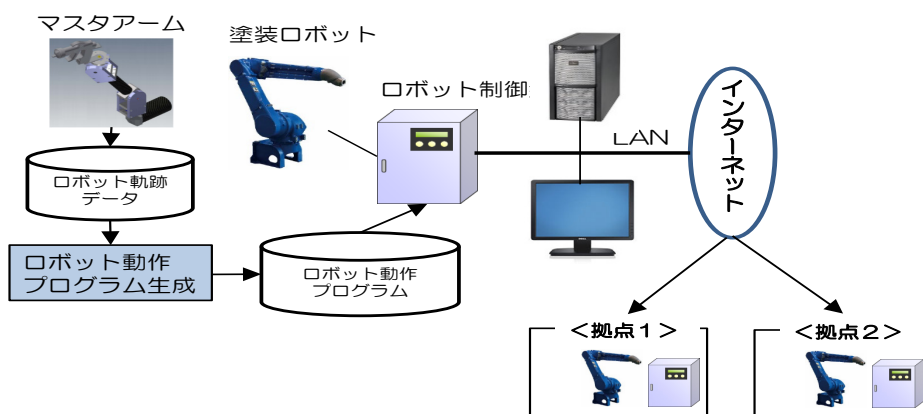 マスタアーム
塗装ロボット
ロボット制御
LAN
インターネット
ロボット軌跡
データ
ロボット動作
プログラム生成
ロボット動作
プログラム
＜拠点１＞
＜拠点２＞